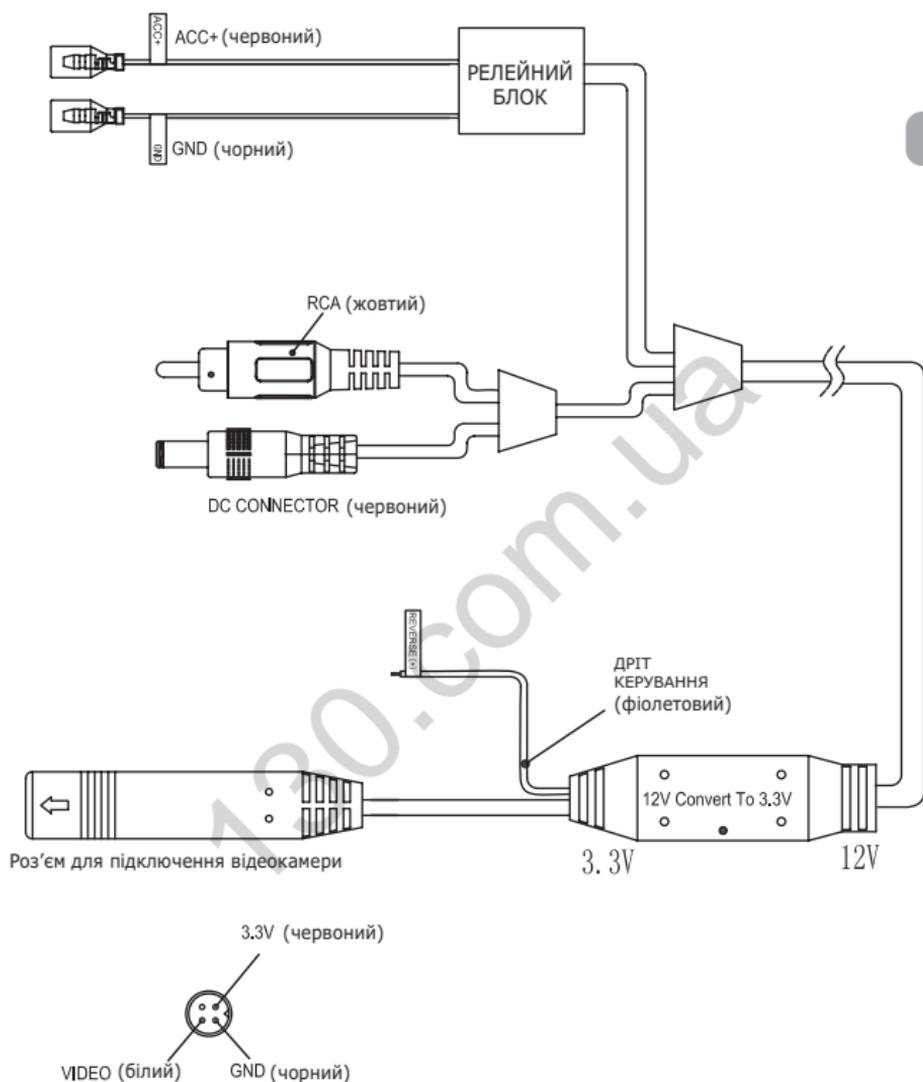 ACC+
ACC+ (червоний)
РЕЛЕЙНИЙ
БЛОК
GND
GND (чорний)
RCA (жовтий)
DC CONNECTOR (червоний)
REVERSE(+)
ДРІТ
КЕРУВАННЯ
(фіолетовий)
12V Convert To 3.3V
Роз’єм для підключення відеокамери
3.3V
12V
3.3V (червоний)
VIDEO (білий)
GND (чорний)
130.com.ua